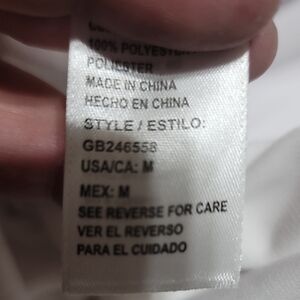 100% POLYESTER
POLIESTER
MADE IN CHINA
HECHO EN CHINA
STYLE / ESTILO:
GB246558
USA/CA: M
MEX: M
SEE REVERSE FOR CARE
VER EL REVERSO
PARA EL CUIDADO